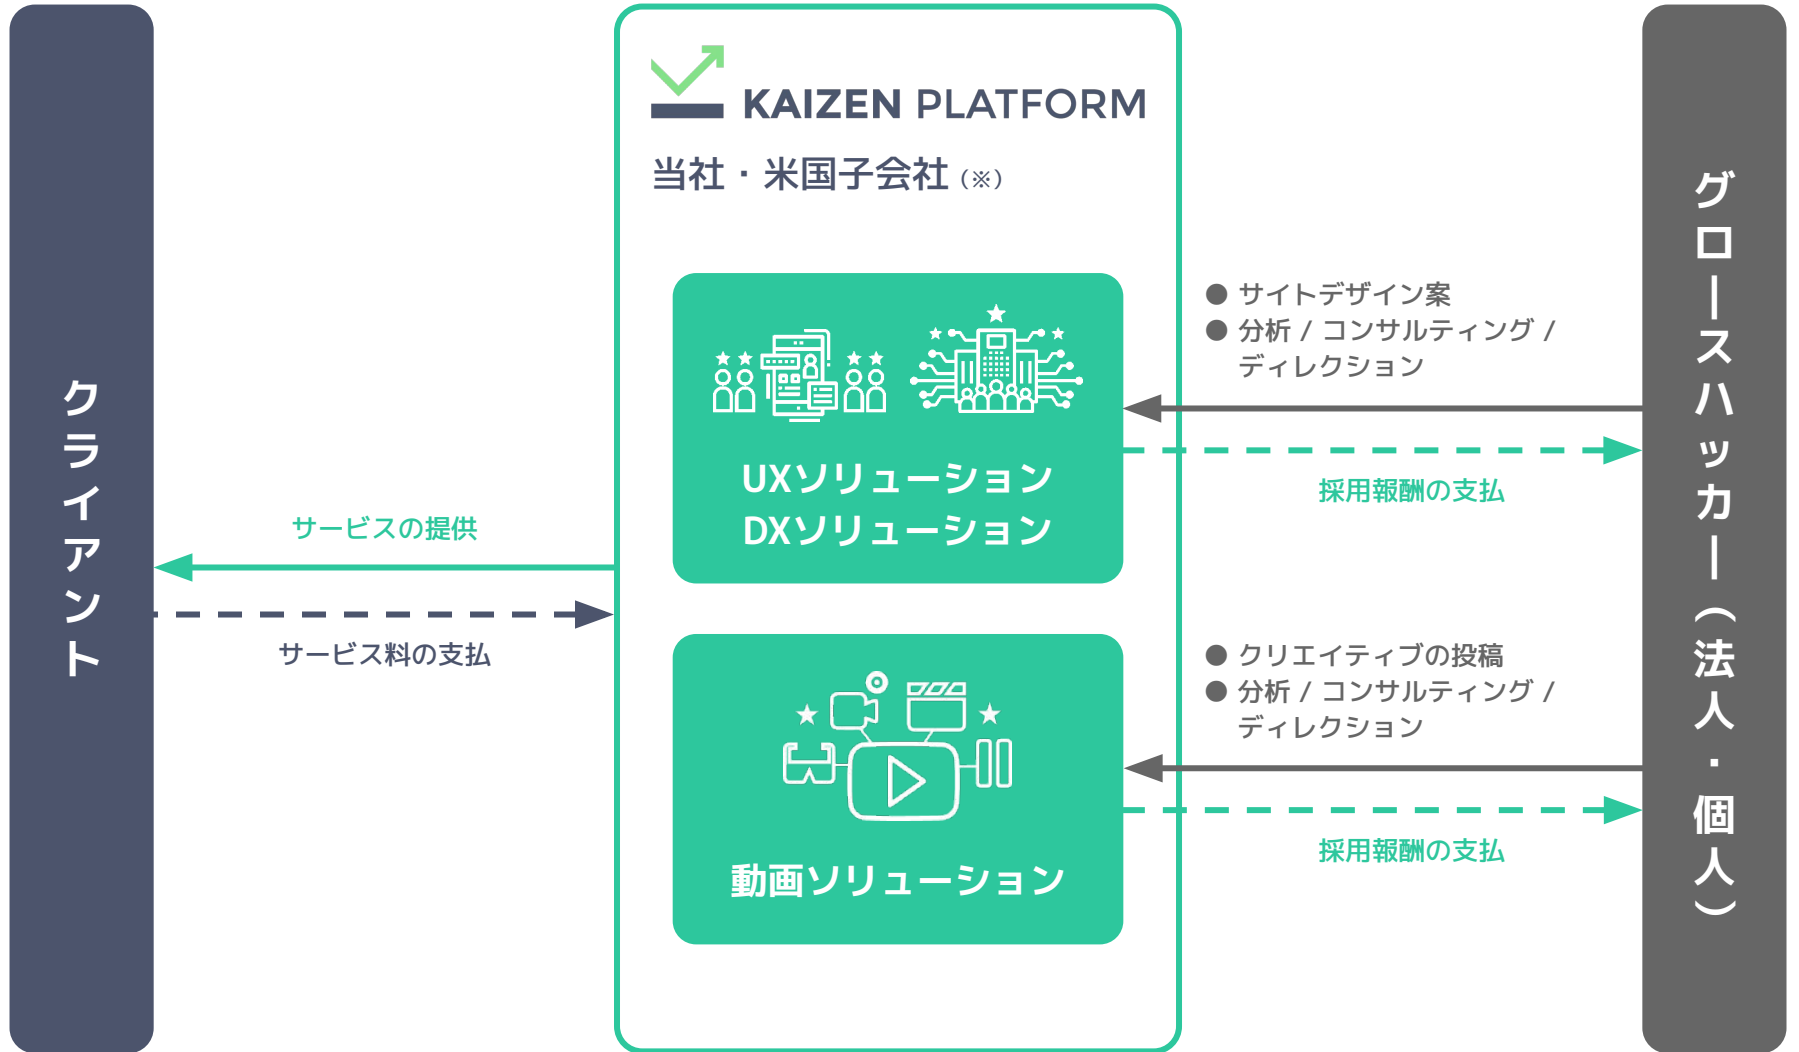 クライアント
サービスの提供
サービス料の支払
KAIZEN PLATFORM
当社・米国子会社（※）
UXソリューション
DXソリューション
動画ソリューション
● サイトデザイン案
● 分析 / コンサルティング /
ディレクション
採用報酬の支払
● クリエイティブの投稿
● 分析 / コンサルティング /
ディレクション
採用報酬の支払
グロースハッカー（法人・個人）